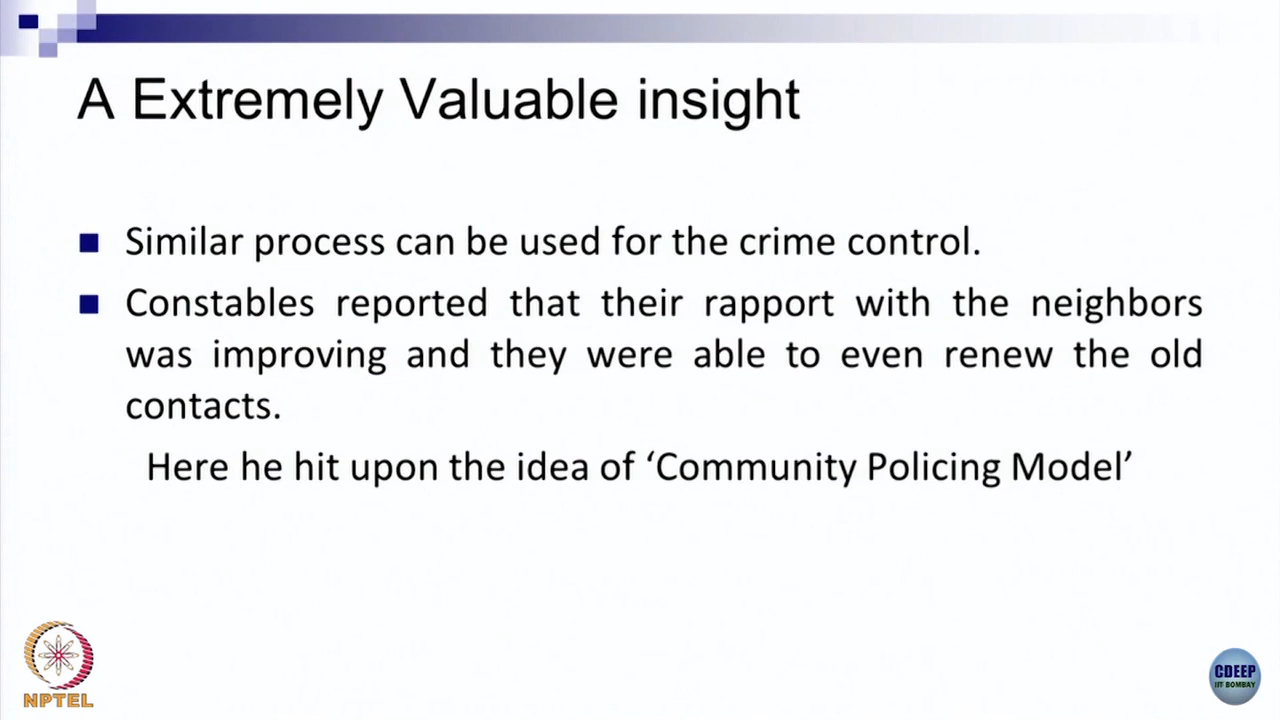 A Extremely Valuable insight
Similar process can be used for the crime control.
Constables reported that their rapport with the neighbors
was improving and they were able to even renew the old
contacts.
Here he hit upon the idea of ‘Community Policing Model’
NPTEL
CDEEP
IIT BOMBAY